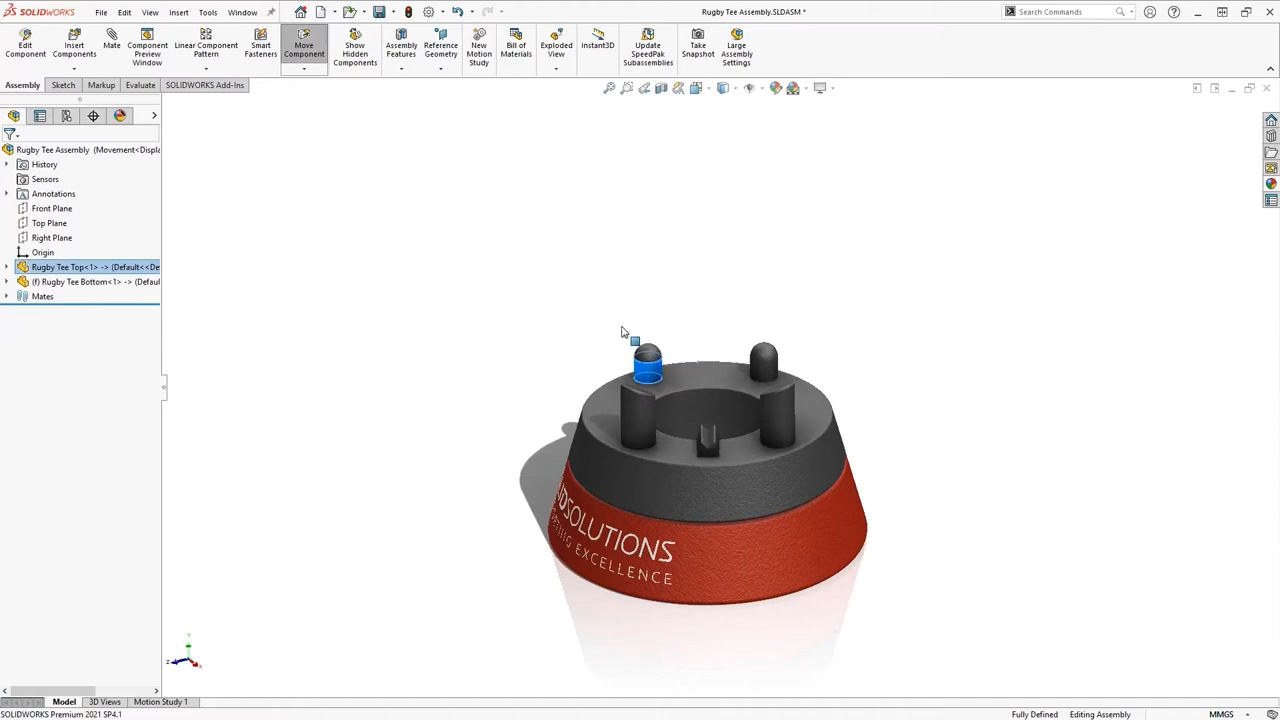 SOLIDWORKS File Edit View Insert Tools Window Rugby Tee Assembly.SLDASM * Search Commands
Edit Component
Insert Components
Mate
Component Preview Window
Linear Component Pattern
Smart Fasteners
Move Component
Show Hidden Components
Assembly Features
Reference Geometry
New Motion Study
Bill of Materials
Exploded View
Instant3D
Update SpeedPak Subassemblies
Take Snapshot
Large Assembly Settings
Assembly Sketch Markup Evaluate SOLIDWORKS Add-Ins
Rugby Tee Assembly (Movement<Displa
History
Sensors
Annotations
Front Plane
Top Plane
Right Plane
Origin
Rugby Tee Top<1> -> (Default<<De
(f) Rugby Tee Bottom<1> -> (Defaul
Mates
SOLUTIONS
EXCELLENCE
Y
Z
X
Model 3D Views Motion Study 1
SOLIDWORKS Premium 2021 SP4.1 Fully Defined Editing Assembly MMGS